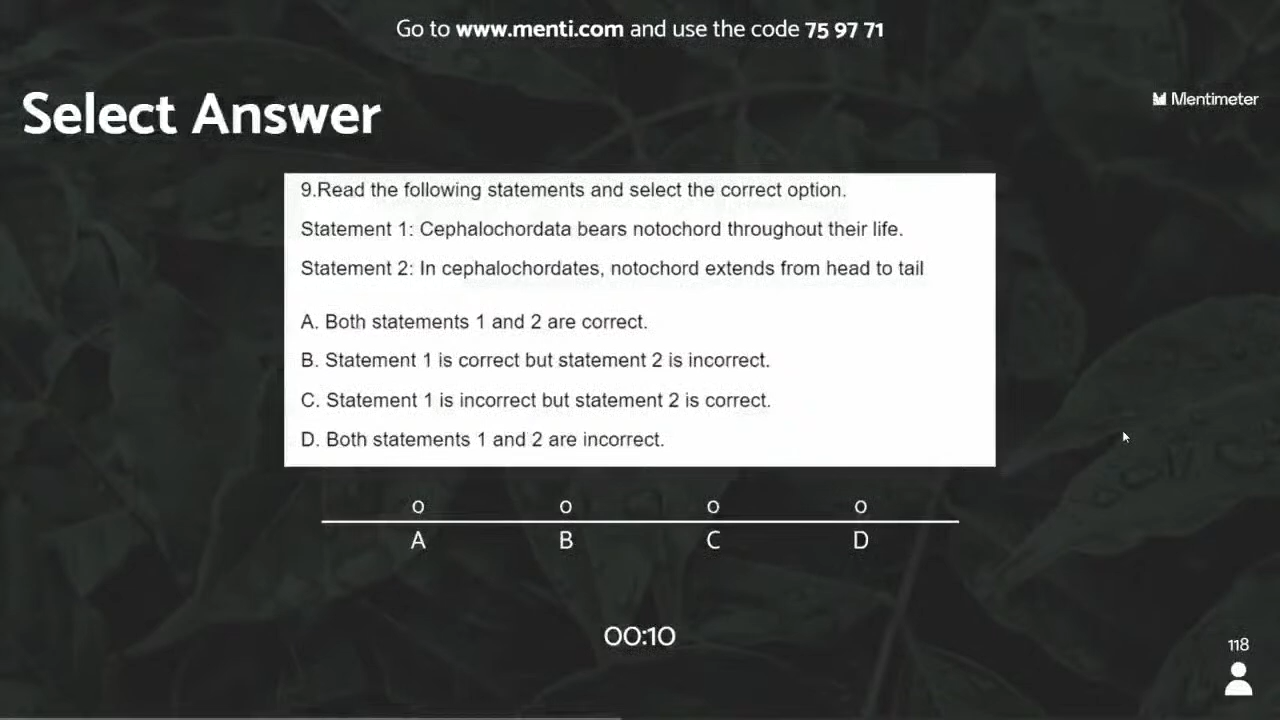 Go to www.menti.com and use the code 75 97 71
Select Answer
Mentimeter
9.Read the following statements and select the correct option.
Statement 1: Cephalochordata bears notochord throughout their life.
Statement 2: In cephalochordates, notochord extends from head to tail
A. Both statements 1 and 2 are correct.
B. Statement 1 is correct but statement 2 is incorrect.
C. Statement 1 is incorrect but statement 2 is correct.
D. Both statements 1 and 2 are incorrect.
0 0 0 0
A B C D
00:10
118